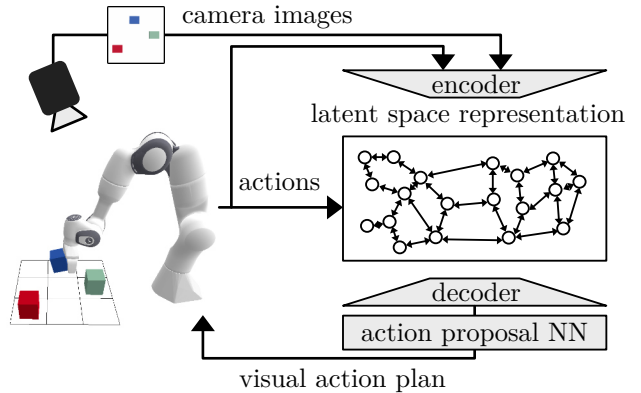 camera images
encoder
latent space representation
actions
decoder
action proposal NN
visual action plan